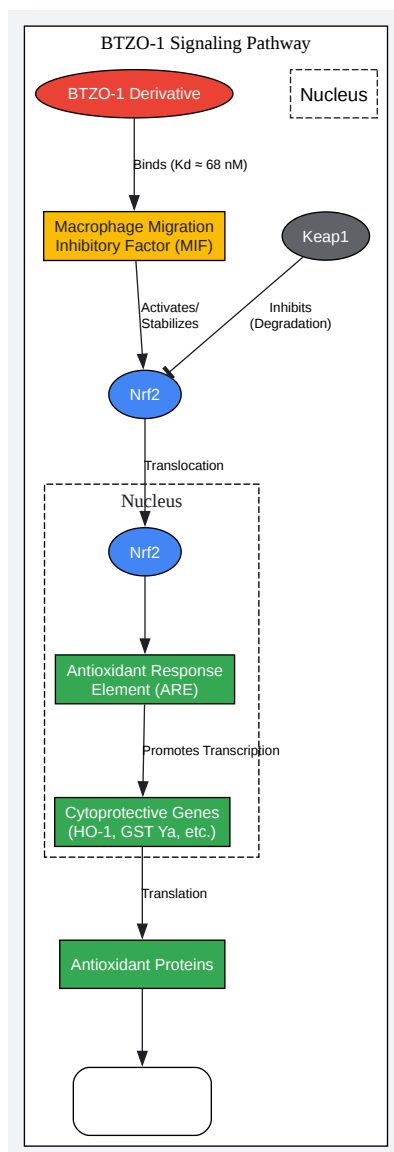 BTZO-1 Signaling Pathway
BTZO-1 Derivative
Nucleus
Binds (Kd ≈ 68 nM)
Macrophage Migration
Inhibitory Factor (MIF)
Keap1
Activates/
Stabilizes
Inhibits
(Degradation)
Nrf2
Translocation
Nucleus
Nrf2
Antioxidant Response
Element (ARE)
Promotes Transcription
Cytoprotective Genes
(HO-1, GST Ya, etc.)
Translation
Antioxidant Proteins